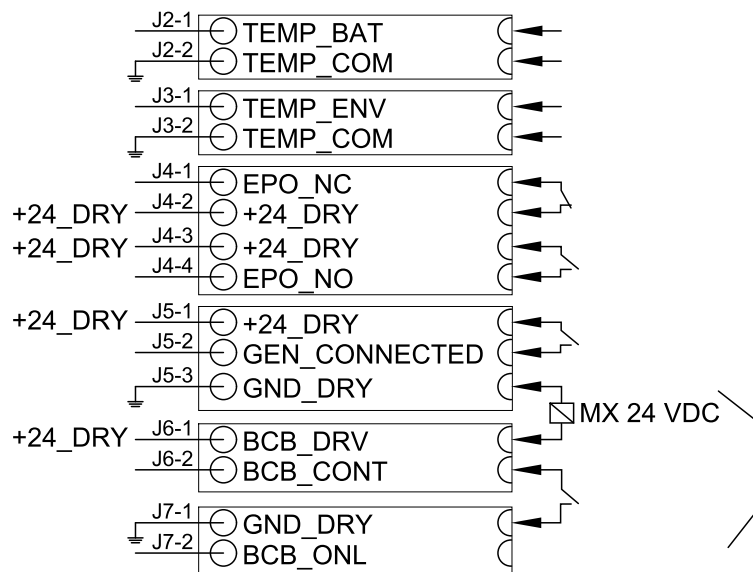 J2-1 TEMP_BAT
J2-2 TEMP_COM
J3-1 TEMP_ENV
J3-2 TEMP_COM
J4-1 EPO_NC
+24_DRY J4-2 +24_DRY
+24_DRY J4-3 +24_DRY
J4-4 EPO_NO
+24_DRY J5-1 +24_DRY
J5-2 GEN_CONNECTED
J5-3 GND_DRY
MX 24 VDC
+24_DRY J6-1 BCB_DRV
J6-2 BCB_CONT
J7-1 GND_DRY
J7-2 BCB_ONL